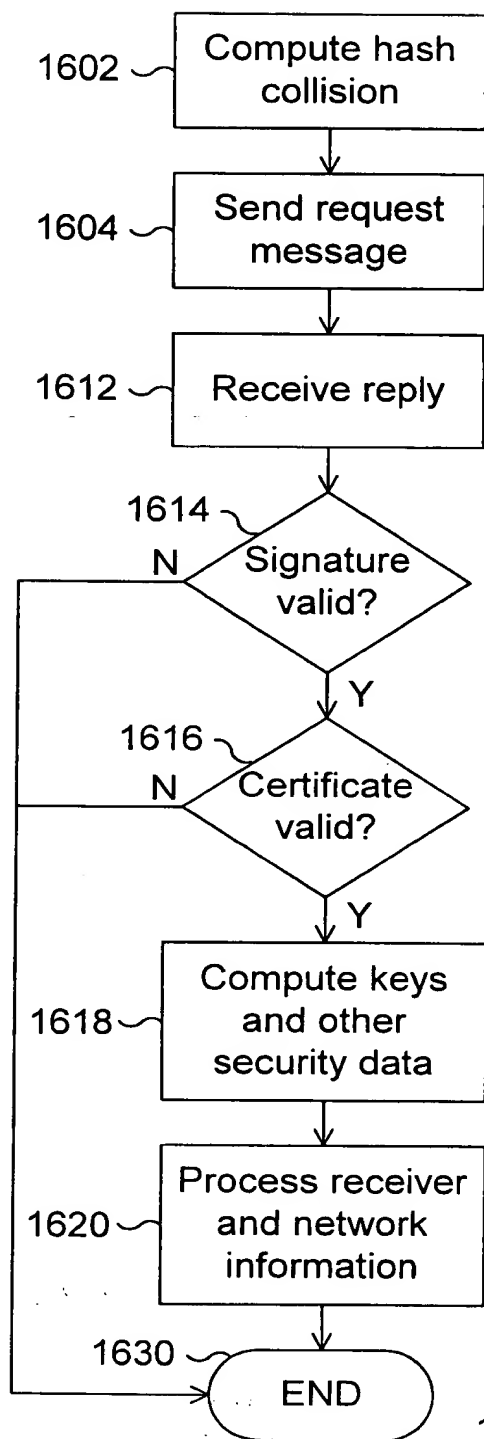 1602
Compute hash
collision
1604
Send request
message
1612
Receive reply
1614
N
Signature
valid?
Y
1616
N
Certificate
valid?
Y
1618
Compute keys
and other
security data
1620
Process receiver
and network
information
1630
END